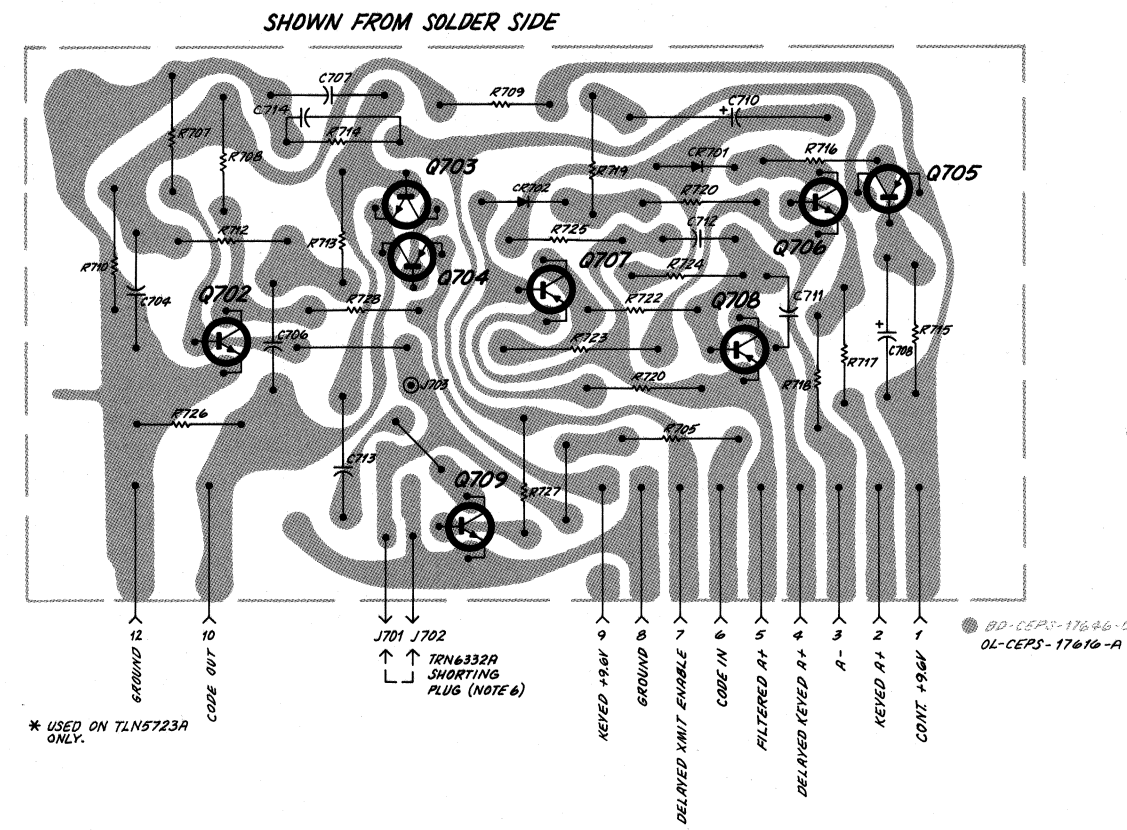 SHOWN FROM SOLDER SIDE
C707
R709
C714
C710
R707
R714
R708
R716
CR701
Q703
R719
Q705
CR702
R720
C712
R712
R713
R725
Q706
R710
Q704
Q707
R724
Q702
C704
R728
R722
Q708
C711
C706
R723
R717
C708
R715
J703
R720
R718
R726
R705
C713
Q709
R727
12
10
J701
J702
9
8
7
6
5
4
3
2
1
GROUND
CODE OUT
TRN6332A
SHORTING
PLUG (NOTE 6)
KEYED +9.6V
GROUND
DELAYED XMIT ENABLE
CODE IN
FILTERED A+
DELAYED KEYED A+
A-
KEYED A+
CONT. +9.6V
BD-CEPS-17646-
OL-CEPS-17616-A
* USED ON TLN5723A
ONLY.